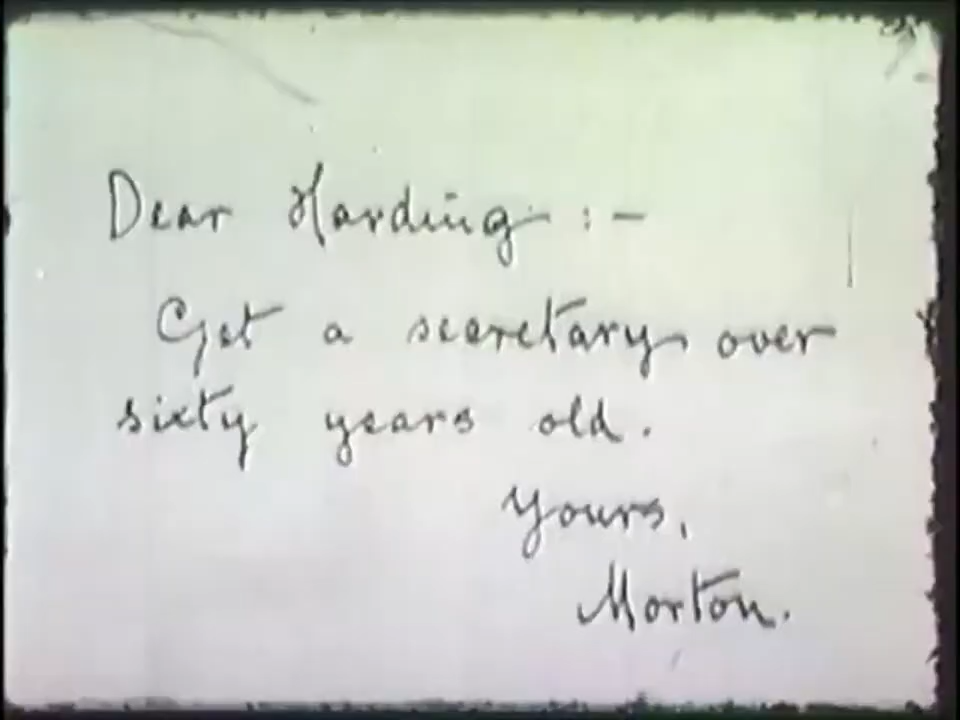 Dear Harding :-
Get a secretary over
sixty years old.
Yours,
Morton.